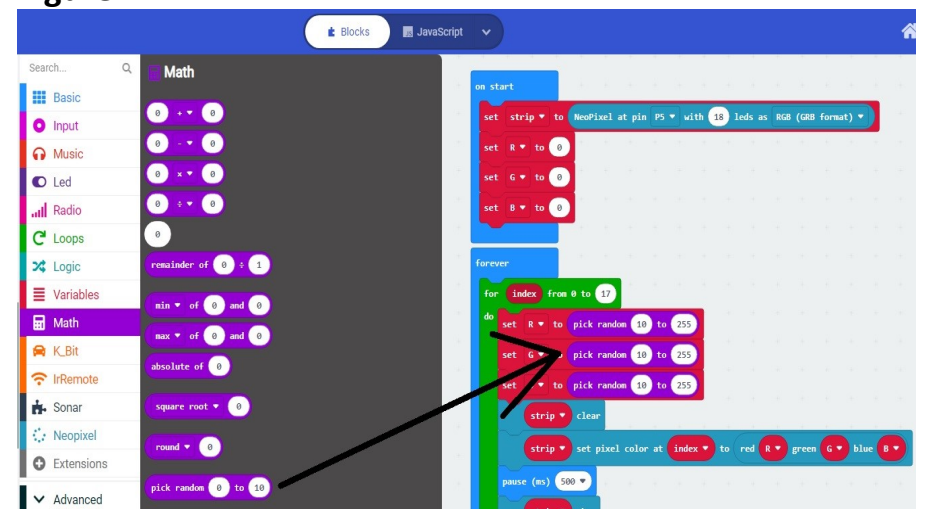 Blocks
JavaScript
Search...
Basic
Input
Music
Led
Radio
Loops
Logic
Variables
Math
K_Bit
IrRemote
Sonar
Neopixel
Extensions
Advanced
Math
0 + 0
0 - 0
0 x 0
0 ÷ 0
0
remainder of 0 ÷ 1
min of 0 and 0
max of 0 and 0
absolute of 0
square root 0
round 0
pick random 0 to 10
on start
set strip to NeoPixel at pin P5 with 18 leds as RGB (GRB format)
set R to 0
set G to 0
set B to 0
forever
for index from 0 to 17
do
set R to pick random 10 to 255
set G pick random 10 to 255
set to pick random 10 to 255
strip clear
strip set pixel color at index to red R green G blue B
pause (ms) 500